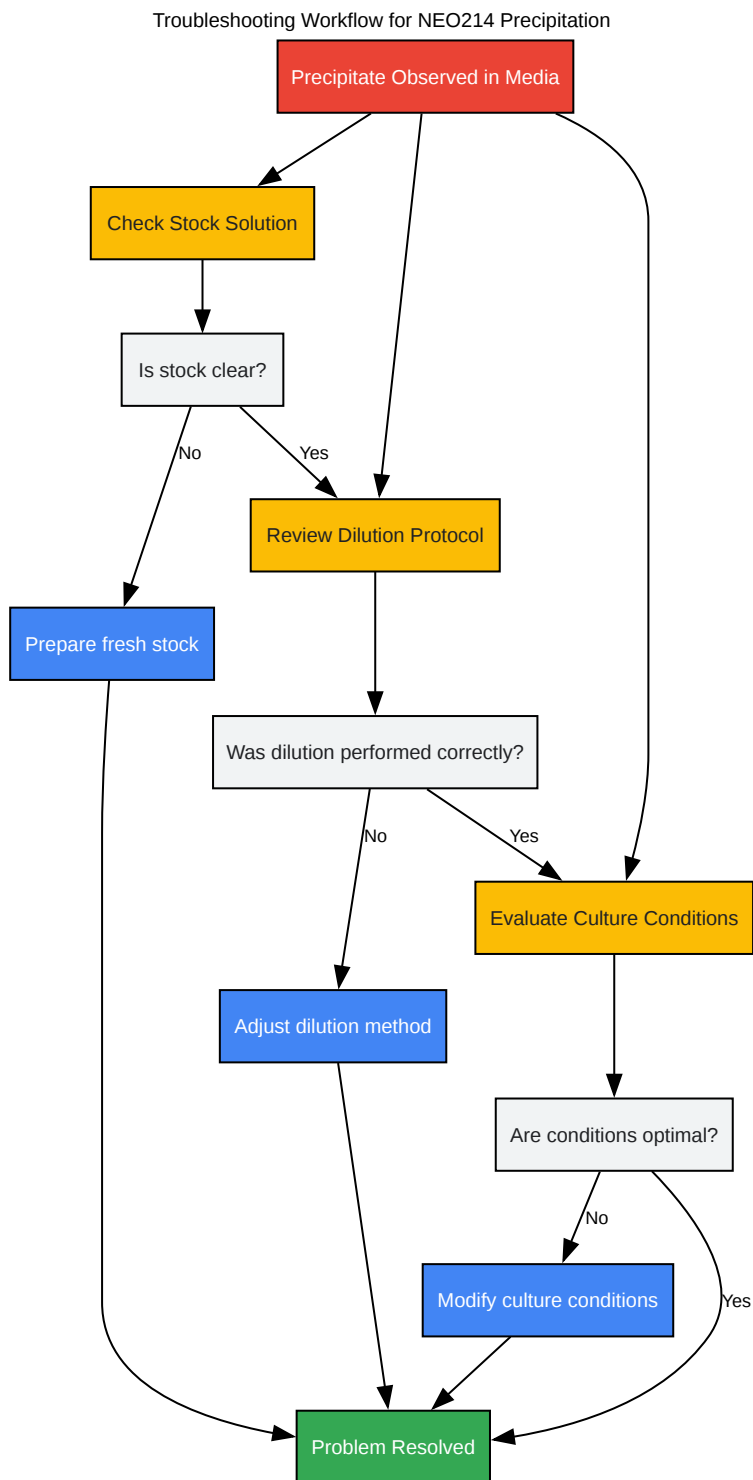 Troubleshooting Workflow for NEO214 Precipitation
Precipitate Observed in Media
Check Stock Solution
Is stock clear?
No
Yes
Review Dilution Protocol
Prepare fresh stock
Was dilution performed correctly?
No
Yes
Evaluate Culture Conditions
Adjust dilution method
Are conditions optimal?
No
Modify culture conditions
Yes
Problem Resolved